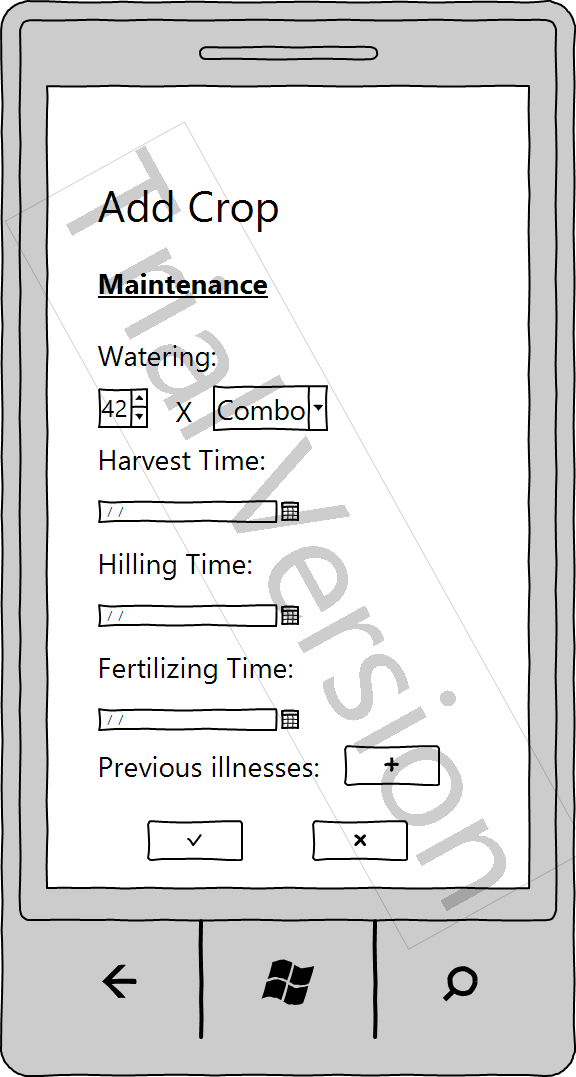 Add Crop
Maintenance
Watering:
42 X Combo
Harvest Time:
/ /
Hilling Time:
/ /
Fertilizing Time:
/ /
Previous illnesses:
Trial Version